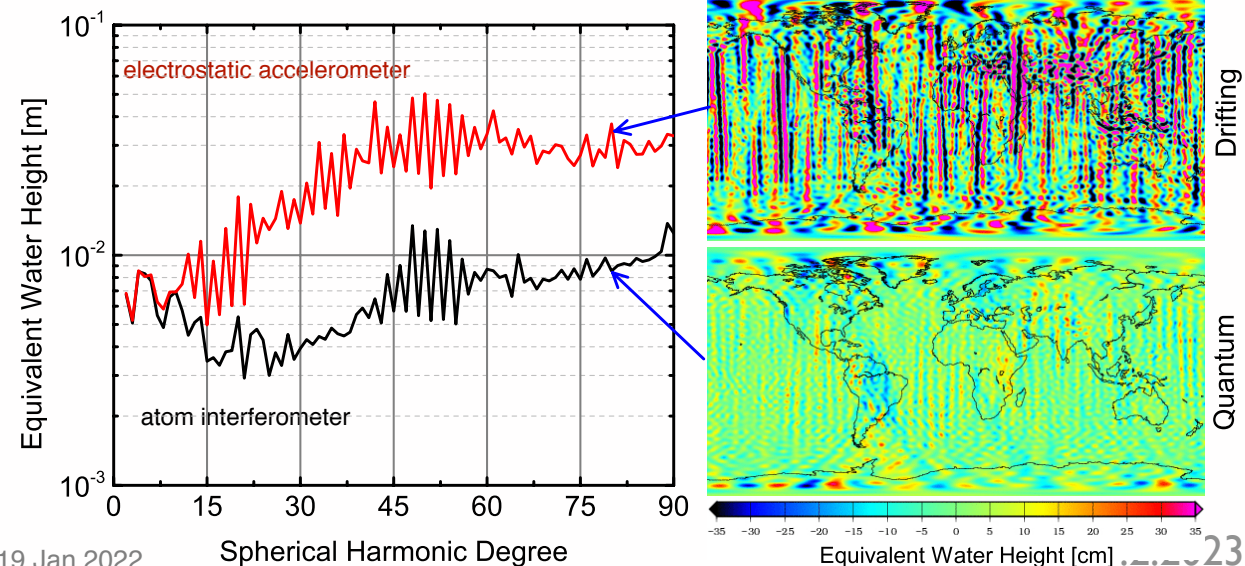 10⁻¹
10⁻²
10⁻³
Equivalent Water Height [m]
electrostatic accelerometer
atom interferometer
0 15 30 45 60 75 90
Spherical Harmonic Degree
19 Jan 2022
Drifting
Quantum
−35 −30 −25 −20 −15 −10 −5 0 5 10 15 20 25 30 35
Equivalent Water Height [cm]
.2.2023